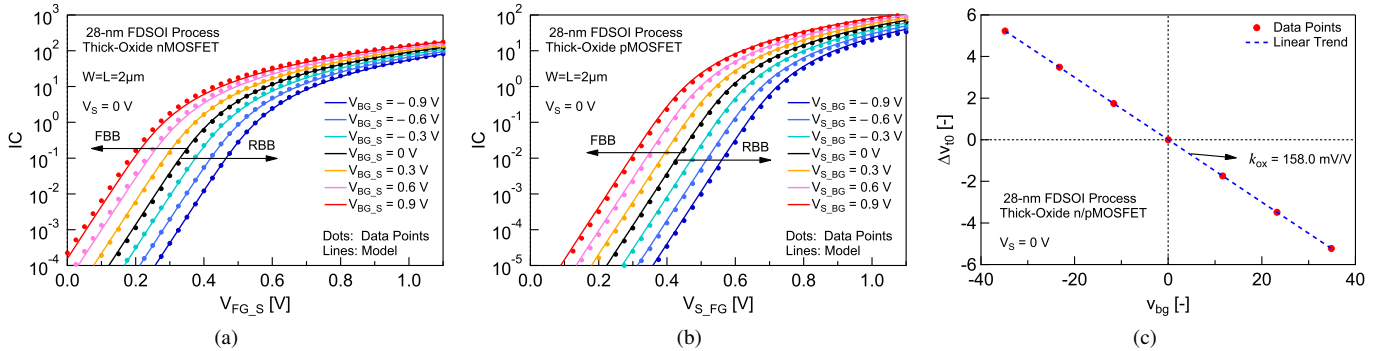 28-nm FDSOI Process
Thick-Oxide nMOSFET
W=L=2μm
V_S = 0 V
FBB
RBB
V_BG_S = − 0.9 V
V_BG_S = − 0.6 V
V_BG_S = − 0.3 V
V_BG_S = 0 V
V_BG_S = 0.3 V
V_BG_S = 0.6 V
V_BG_S = 0.9 V
Dots: Data Points
Lines: Model
IC
10^3
10^2
10^1
10^0
10^-1
10^-2
10^-3
10^-4
0.0 0.2 0.4 0.6 0.8 1.0
V_FG_S [V]
(a)
28-nm FDSOI Process
Thick-Oxide pMOSFET
W=L=2μm
V_S = 0 V
FBB
RBB
V_S_BG = − 0.9 V
V_S_BG = − 0.6 V
V_S_BG = − 0.3 V
V_S_BG = 0 V
V_S_BG = 0.3 V
V_S_BG = 0.6 V
V_S_BG = 0.9 V
Dots: Data Points
Lines: Model
IC
10^2
10^1
10^0
10^-1
10^-2
10^-3
10^-4
10^-5
0.0 0.2 0.4 0.6 0.8 1.0
V_S_FG [V]
(b)
Data Points
Linear Trend
k_ox = 158.0 mV/V
28-nm FDSOI Process
Thick-Oxide n/pMOSFET
V_S = 0 V
Δv_t0 [-]
6
4
2
0
-2
-4
-6
-40 -20 0 20 40
v_bg [-]
(c)